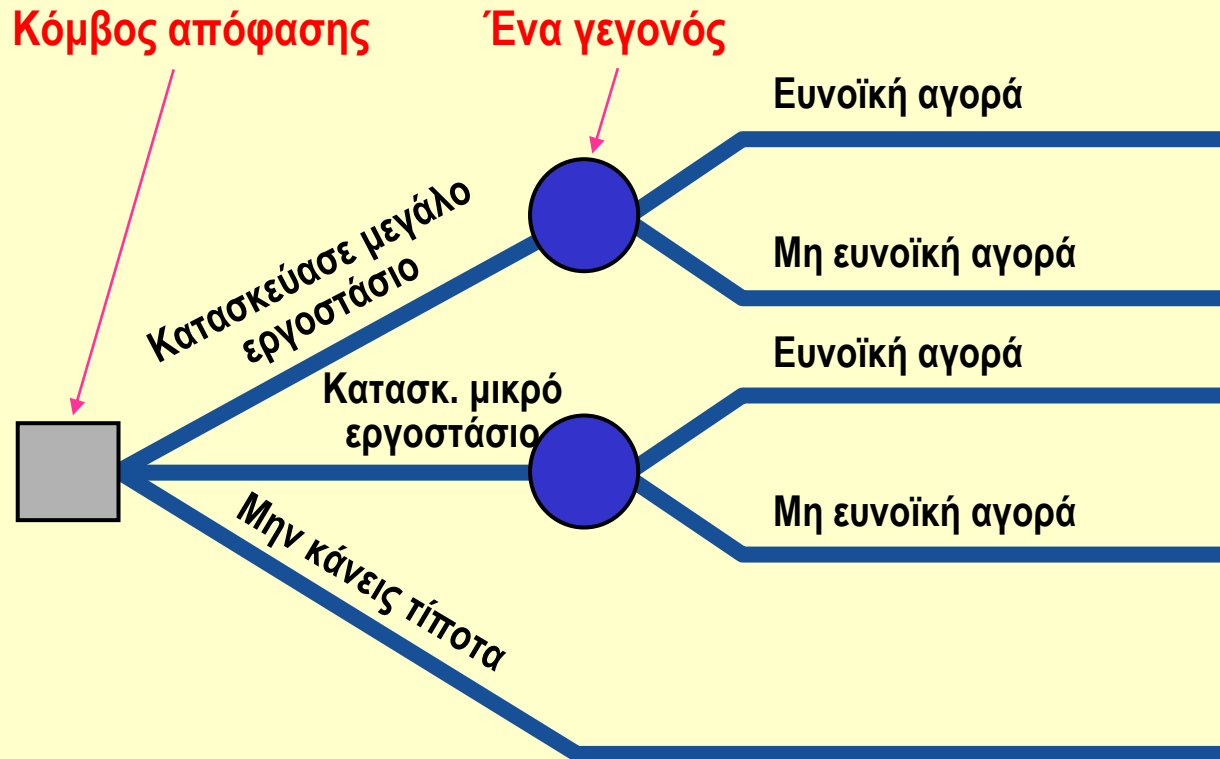 Κόμβος απόφασης
Ένα γεγονός
Ευνοϊκή αγορά
Κατασκεύασε μεγάλο
εργοστάσιο
Μη ευνοϊκή αγορά
Ευνοϊκή αγορά
Κατασκ. μικρό
εργοστάσιο
Μη ευνοϊκή αγορά
Μην κάνεις τίποτα